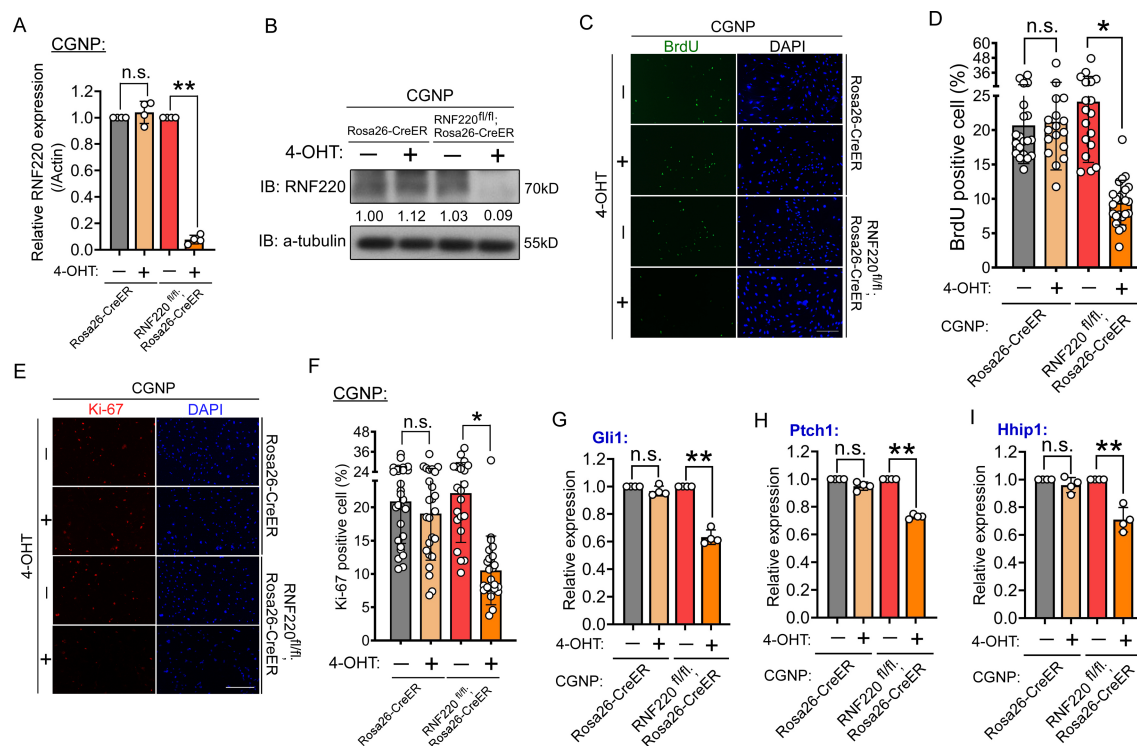 A
CGNP:
Relative RNF220 expression
(/Actin)
n.s.
**
1.2
1.0
0.8
0.6
0.4
0.2
0.0
4-OHT:
— + — +
Rosa26-CreER
RNF220 fl/fl.
Rosa26-CreER
B
CGNP
Rosa26-CreER
RNF220fl/fl;
Rosa26-CreER
4-OHT: — + — +
IB: RNF220
70kD
1.00 1.12 1.03 0.09
IB: a-tubulin
55kD
C
CGNP
BrdU DAPI
4-OHT
—
+
—
+
Rosa26-CreER
Rosa26-CreER
RNF220fl/fl.
Rosa26-CreER
Rosa26-CreER
D
BrdU positive cell (%)
n.s.
*
60
48
36
25
20
15
10
5
0
4-OHT: — + — +
CGNP:
Rosa26-CreER
RNF220 fl/fl.
Rosa26-CreER
E
CGNP
Ki-67 DAPI
4-OHT
—
+
—
+
Rosa26-CreER
Rosa26-CreER
RNF220fl/fl.
Rosa26-CreER
Rosa26-CreER
F
CGNP:
Ki-67 positive cell (%)
n.s.
*
48
36
24
20
15
10
5
0
4-OHT: — + — +
Rosa26-CreER
RNF220 fl/fl.
Rosa26-CreER
G
Gli1:
Relative expression
n.s.
**
1.2
1.0
0.8
0.6
0.4
0.2
0.0
4-OHT: — + — +
CGNP:
Rosa26-CreER
RNF220 fl/fl.
Rosa26-CreER
H
Ptch1:
Relative expression
n.s.
**
1.2
1.0
0.8
0.6
0.4
0.2
0.0
4-OHT: — + — +
CGNP:
Rosa26-CreER
RNF220 fl/fl.
Rosa26-CreER
I
Hhip1:
Relative expression
n.s.
**
1.2
1.0
0.8
0.6
0.4
0.2
0.0
4-OHT: — + — +
CGNP:
Rosa26-CreER
RNF220 fl/fl.
Rosa26-CreER